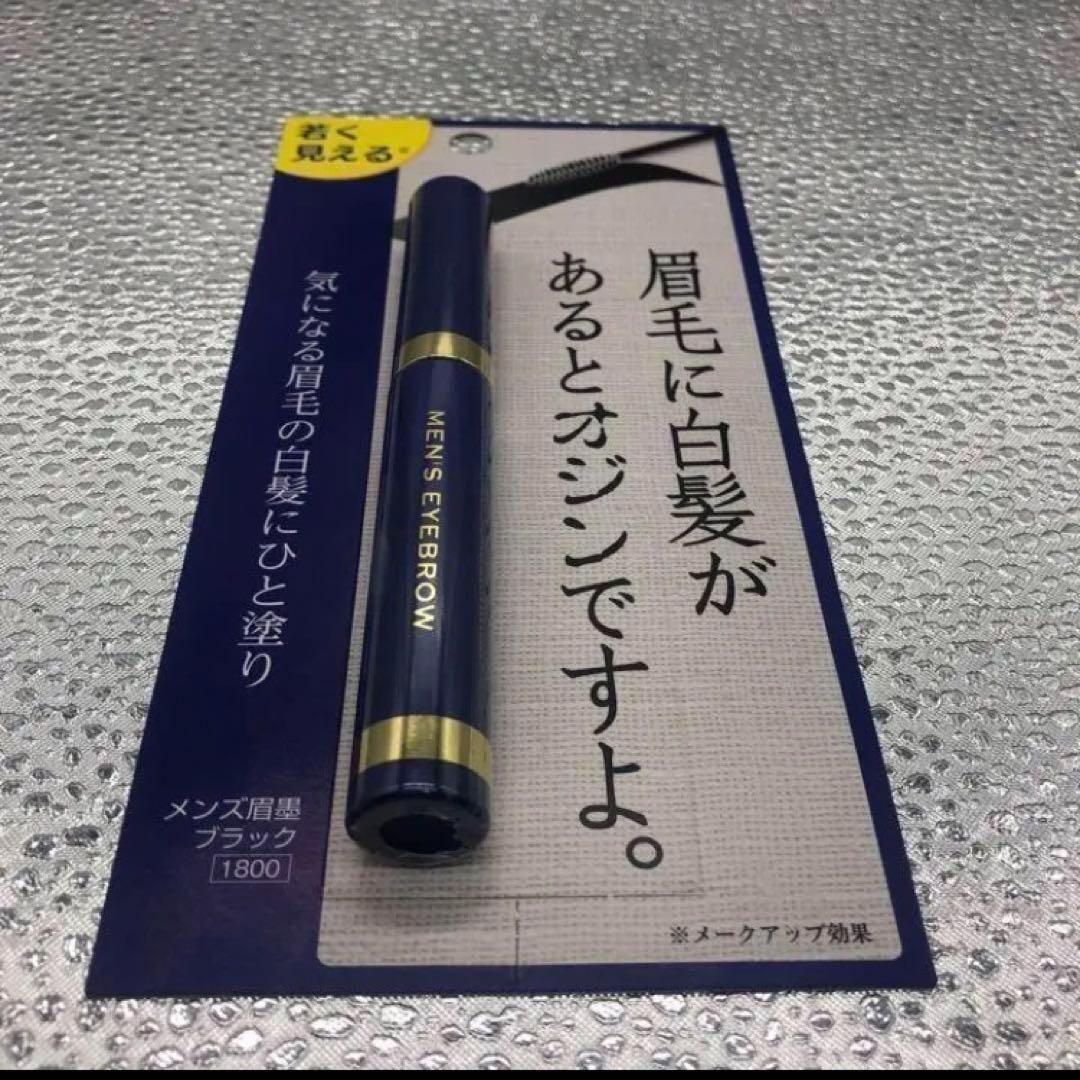 若く
見える※
眉毛に白髪が
あるとオジンですよ。
MEN'S EYEBROW
気になる眉毛の白髪にひと塗り
メンズ眉墨
ブラック
1800
※メークアップ効果